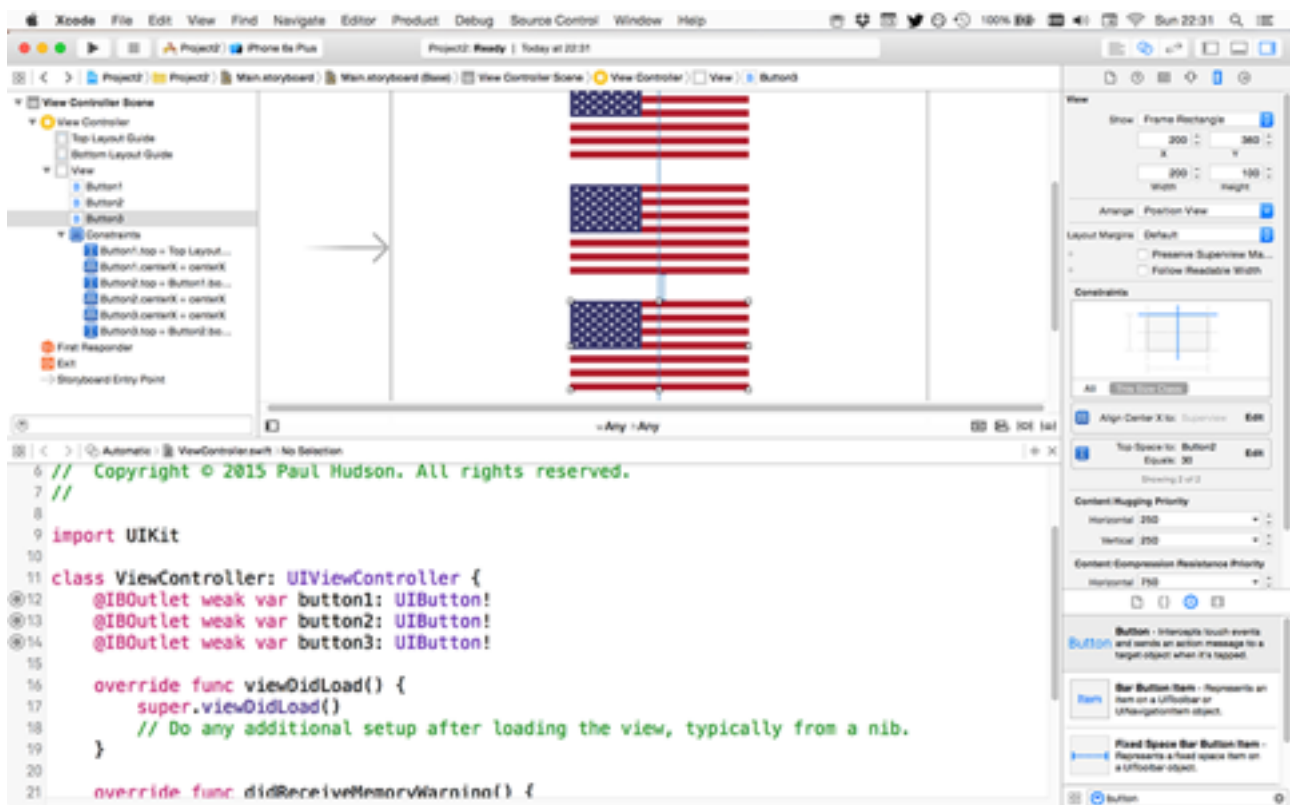 Xcode File Edit View Find Navigate Editor Product Debug Source Control Window Help 100% Sun 22:31
Project2 iPhone 6s Plus Project2: Ready | Today at 22:31
Project2 Project2 Main.storyboard Main.storyboard (Base) View Controller Scene View Controller View Button3
View Controller Scene
View Controller
Top Layout Guide
Bottom Layout Guide
View
Button1
Button2
Button3
Constraints
Button1.top = Top Layout...
Button1.centerX = centerX
Button2.top = Button1.bo...
Button2.centerX = centerX
Button3.centerX = centerX
Button3.top = Button2.bo...
First Responder
Exit
Storyboard Entry Point
wAny hAny
View
Show Frame Rectangle
200 360
X Y
200 100
Width Height
Arrange Position View
Layout Margins Default
Preserve Superview Ma...
Follow Readable Width
Constraints
All This Size Class
Align Center X to: Superview Edit
Top Space to: Button2 Edit
Equals: 30
Showing 2 of 2
Content Hugging Priority
Horizontal 250
Vertical 250
Content Compression Resistance Priority
Horizontal 750
Automatic ViewController.swift No Selection
6 // Copyright © 2015 Paul Hudson. All rights reserved.
7 //
8
9 import UIKit
10
11 class ViewController: UIViewController {
12 @IBOutlet weak var button1: UIButton!
13 @IBOutlet weak var button2: UIButton!
14 @IBOutlet weak var button3: UIButton!
15
16 override func viewDidLoad() {
17 super.viewDidLoad()
18 // Do any additional setup after loading the view, typically from a nib.
19 }
20
21 override func didReceiveMemoryWarning() {
Button
Button - Intercepts touch events
and sends an action message to a
target object when it's tapped.
Item
Bar Button Item - Represents an
item on a UIToolbar or
UINavigationItem object.
Fixed Space Bar Button Item -
Represents a fixed space item on
a UIToolbar object.
button